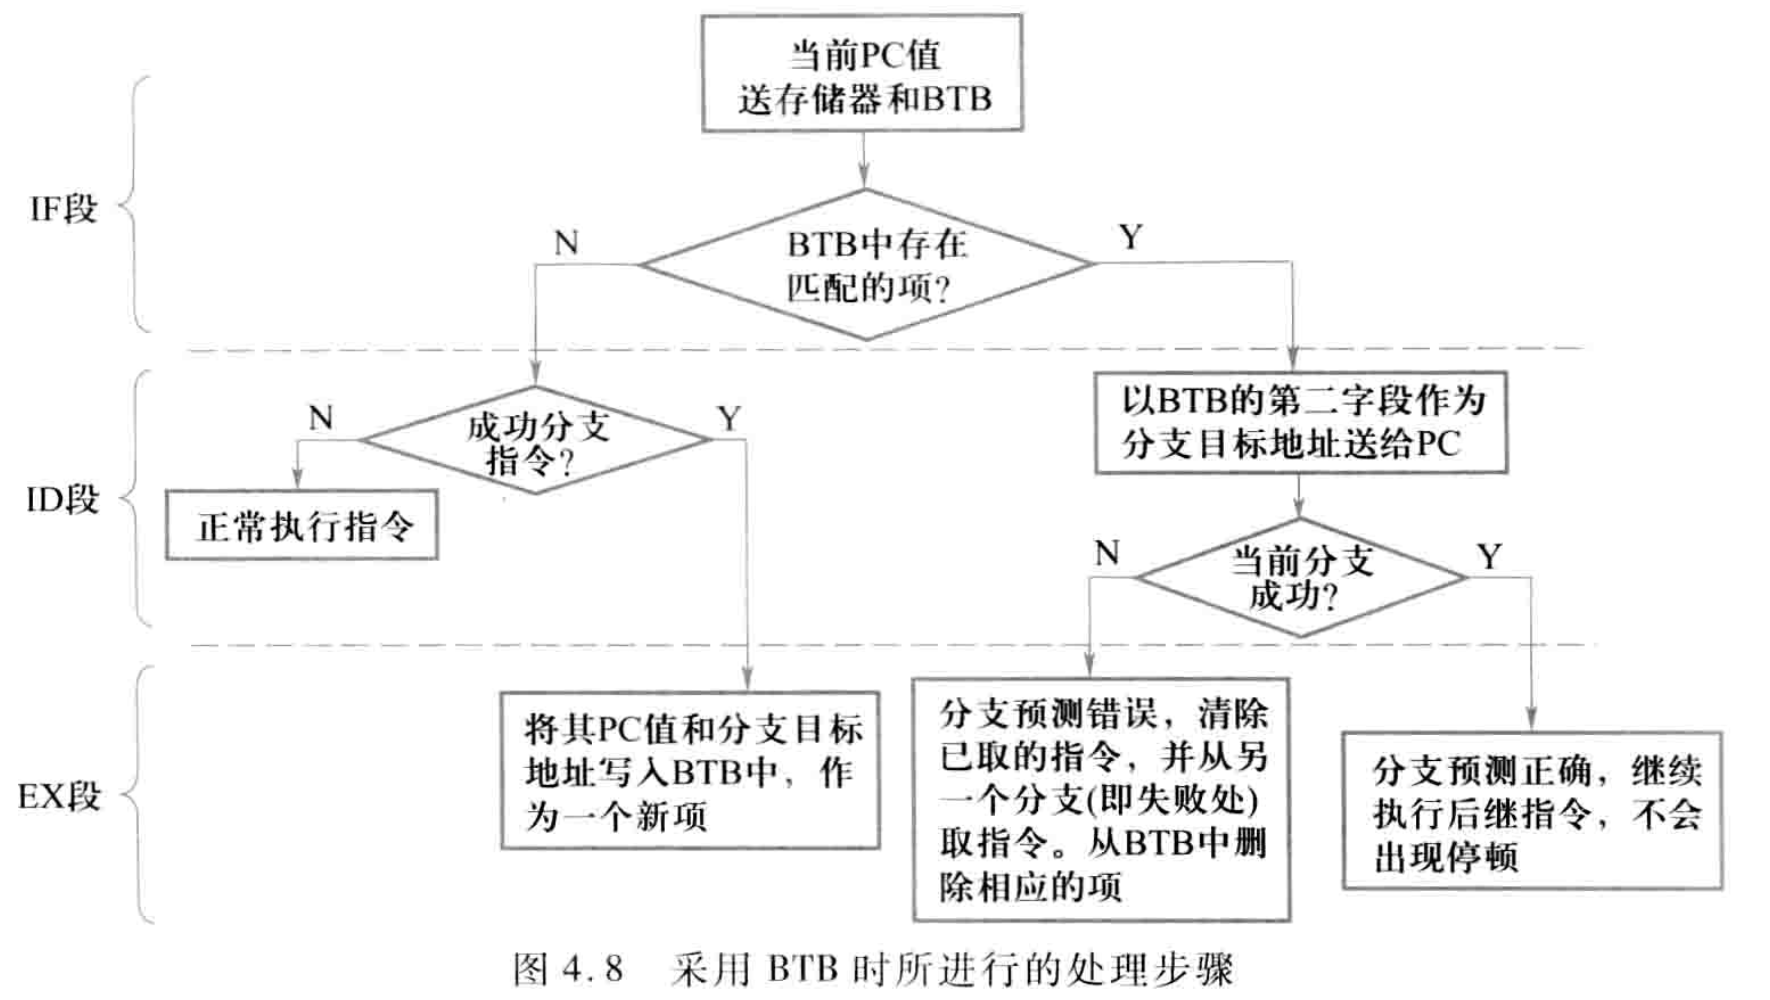 当前PC值
送存储器和BTB
IF段
N
BTB中存在
匹配的项?
Y
ID段
N
成功分支
指令?
Y
正常执行指令
以BTB的第二字段作为
分支目标地址送给PC
N
当前分支
成功?
Y
EX段
将其PC值和分支目标
地址写入BTB中，作
为一个新项
分支预测错误，清除
已取的指令，并从另
一个分支(即失败处)
取指令。从BTB中删
除相应的项
分支预测正确，继续
执行后继指令，不会
出现停顿
图 4.8 采用 BTB 时所进行的处理步骤